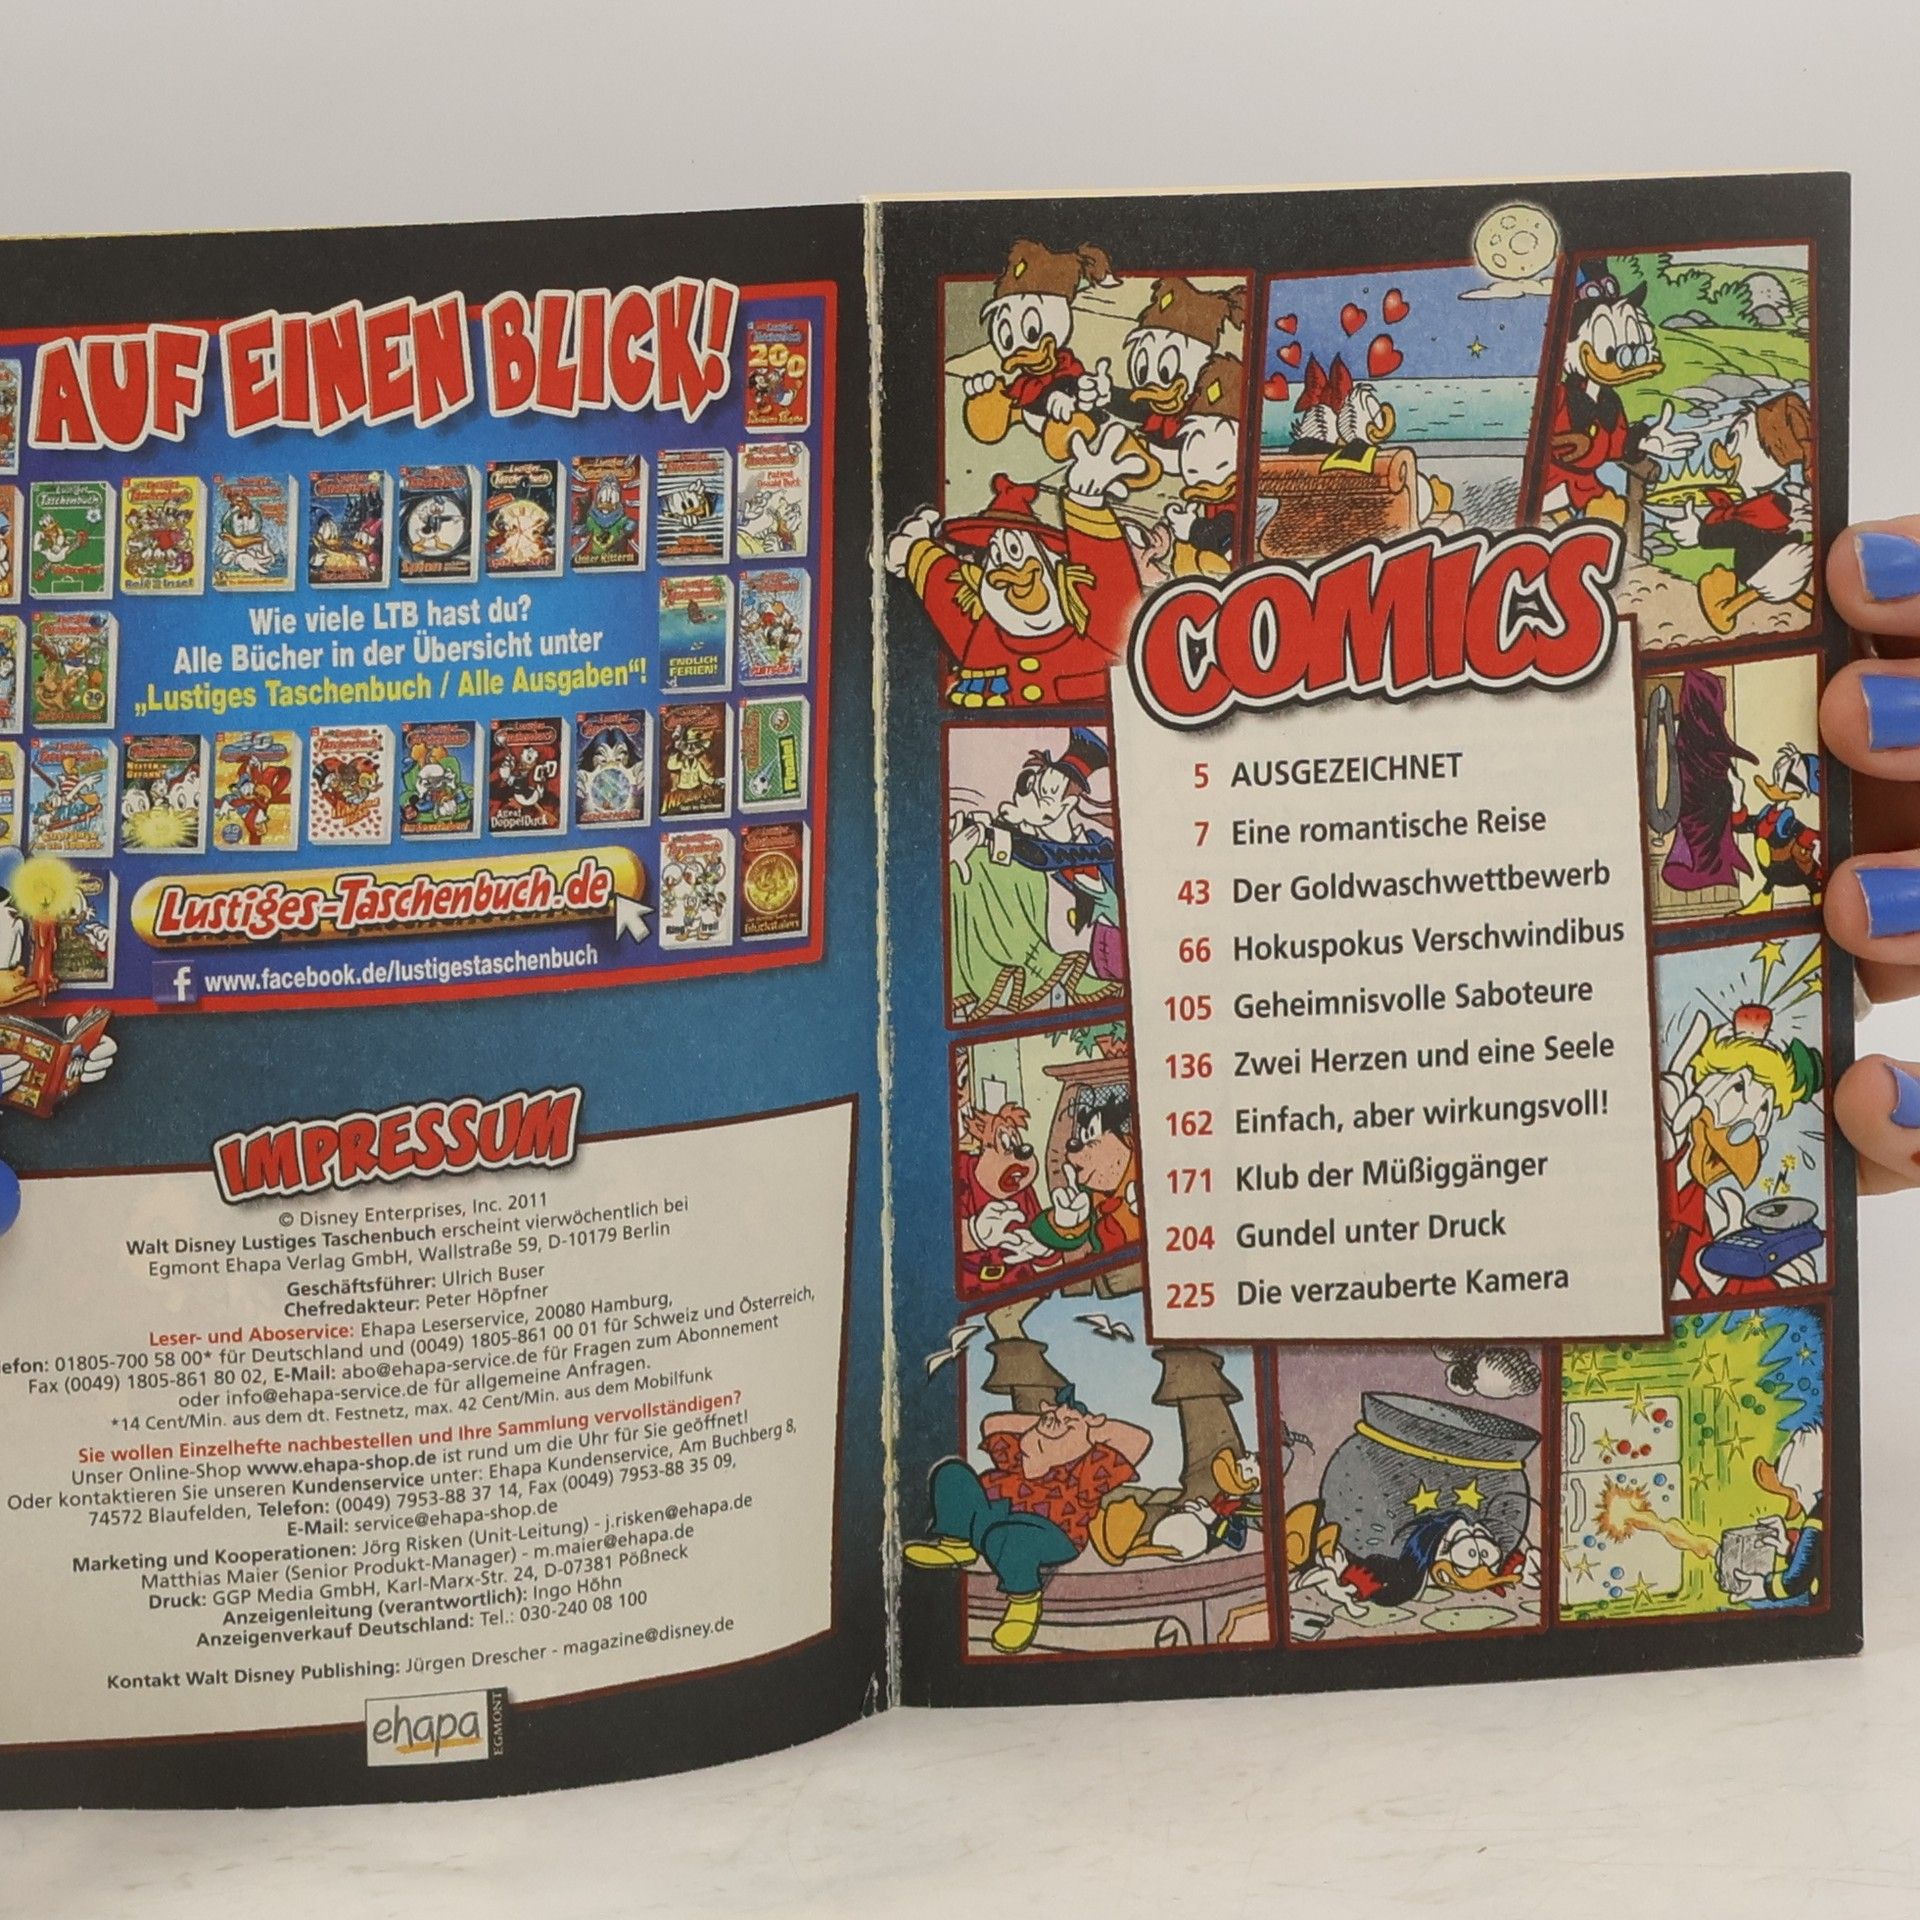 AUF EINEN BLICK!
Wie viele LTB hast du?
Alle Bücher in der Übersicht unter
„Lustiges Taschenbuch / Alle Ausgaben“!
ENDLICH
FERIEN!
Lustiges-Taschenbuch.de
f www.facebook.de/lustigestaschenbuch
IMPRESSUM
© Disney Enterprises, Inc. 2011
Walt Disney Lustiges Taschenbuch erscheint vierwöchentlich bei
Egmont Ehapa Verlag GmbH, Wallstraße 59, D-10179 Berlin
Geschäftsführer: Ulrich Buser
Chefredakteur: Peter Höpfner
Leser- und Aboservice: Ehapa Leserservice, 20080 Hamburg,
efon: 01805-700 58 00* für Deutschland und (0049) 1805-861 00 01 für Schweiz und Österreich,
Fax (0049) 1805-861 80 02, E-Mail: abo@ehapa-service.de für Fragen zum Abonnement
oder info@ehapa-service.de für allgemeine Anfragen.
*14 Cent/Min. aus dem dt. Festnetz, max. 42 Cent/Min. aus dem Mobilfunk
Sie wollen Einzelhefte nachbestellen und Ihre Sammlung vervollständigen?
Unser Online-Shop www.ehapa-shop.de ist rund um die Uhr für Sie geöffnet!
Oder kontaktieren Sie unseren Kundenservice unter: Ehapa Kundenservice, Am Buchberg 8,
74572 Blaufelden, Telefon: (0049) 7953-88 37 14, Fax (0049) 7953-88 35 09,
E-Mail: service@ehapa-shop.de
Marketing und Kooperationen: Jörg Risken (Unit-Leitung) - j.risken@ehapa.de
Matthias Maier (Senior Produkt-Manager) - m.maier@ehapa.de
Druck: GGP Media GmbH, Karl-Marx-Str. 24, D-07381 Pößneck
Anzeigenleitung (verantwortlich): Ingo Höhn
Anzeigenverkauf Deutschland: Tel.: 030-240 08 100
Kontakt Walt Disney Publishing: Jürgen Drescher - magazine@disney.de
ehapa
EGMONT
COMICS
5 AUSGEZEICHNET
7 Eine romantische Reise
43 Der Goldwaschwettbewerb
66 Hokuspokus Verschwindibus
105 Geheimnisvolle Saboteure
136 Zwei Herzen und eine Seele
162 Einfach, aber wirkungsvoll!
171 Klub der Müßiggänger
204 Gundel unter Druck
225 Die verzauberte Kamera